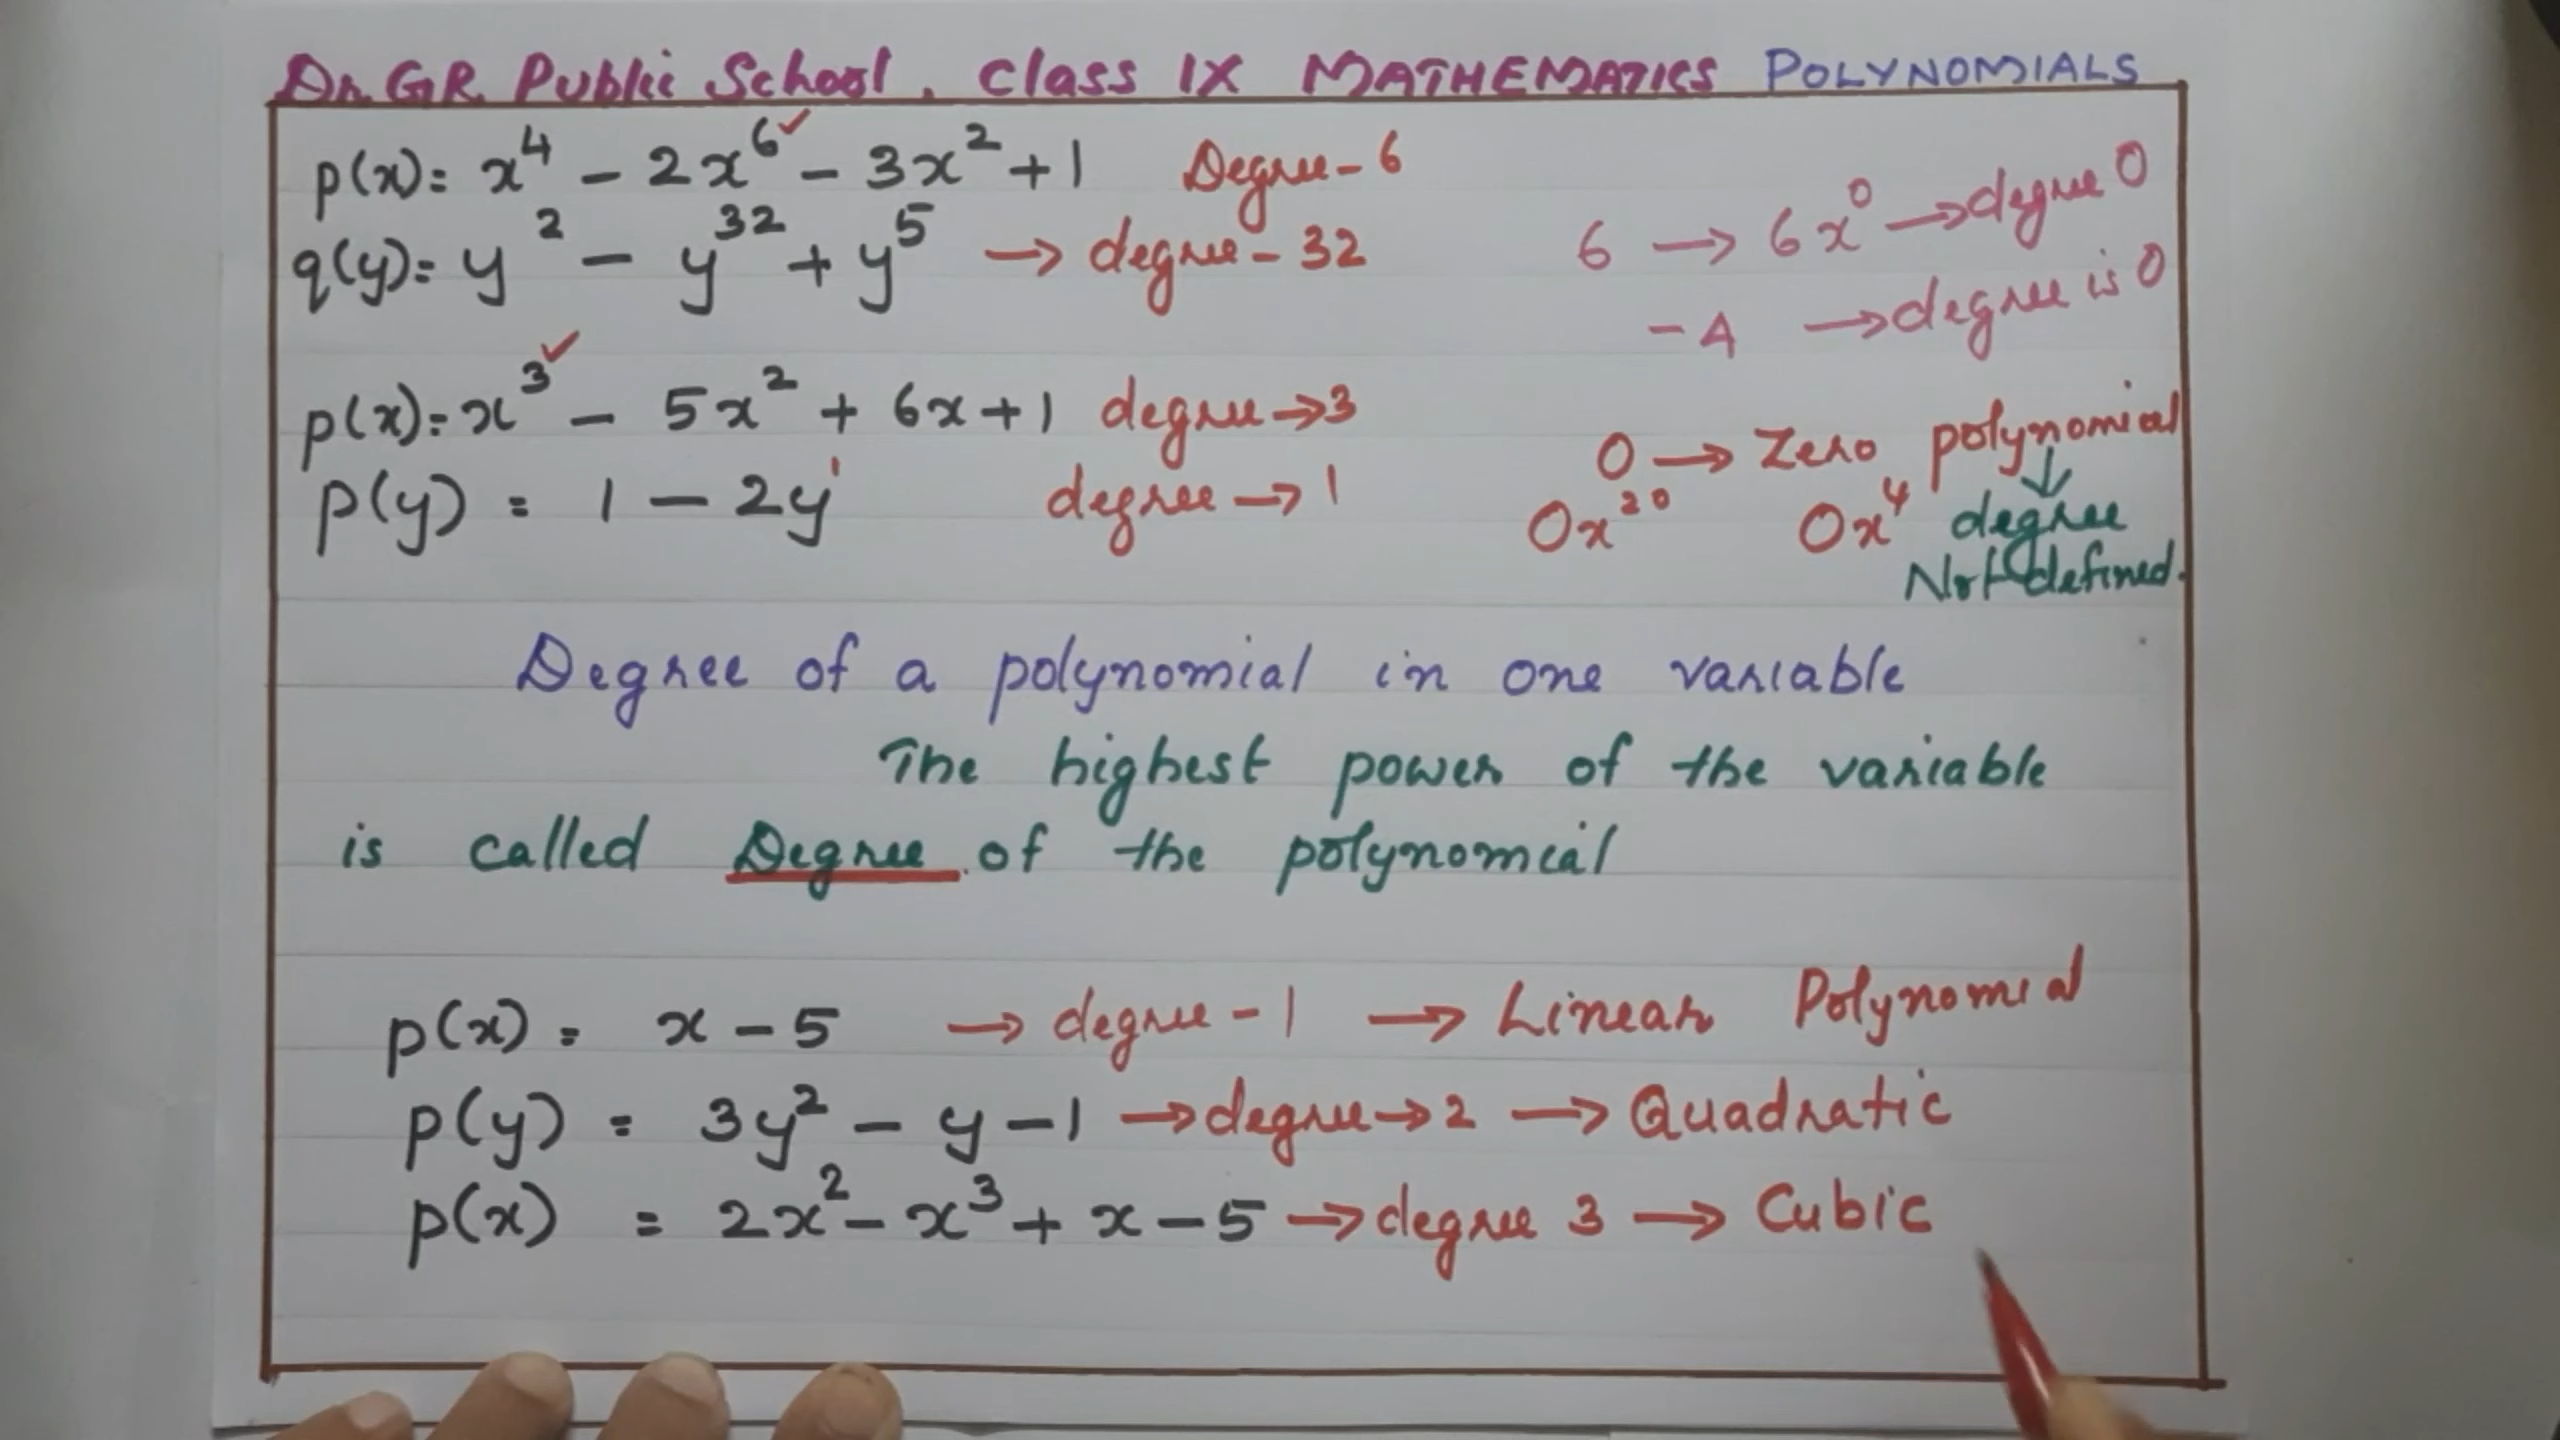 Dr. GR Public School. Class IX MATHEMATICS POLYNOMIALS
p(x) = x⁴ - 2x⁶ ✓ - 3x² + 1 Degree - 6
q(y) = y² - y³² + y⁵ → degree - 32
6 → 6x⁰ → degree 0
-4 → degree is 0
p(x) = x³ ✓ - 5x² + 6x + 1 degree → 3
p(y) = 1 - 2y¹ degree → 1
0 → Zero polynomial
0x²⁰ 0x⁴ ↓ degree
Not defined.
Degree of a polynomial in one variable
The highest power of the variable
is called Degree of the polynomial
p(x) = x - 5 → degree - 1 → Linear Polynomial
p(y) = 3y² - y - 1 → degree → 2 → Quadratic
p(x) = 2x² - x³ + x - 5 → degree 3 → Cubic